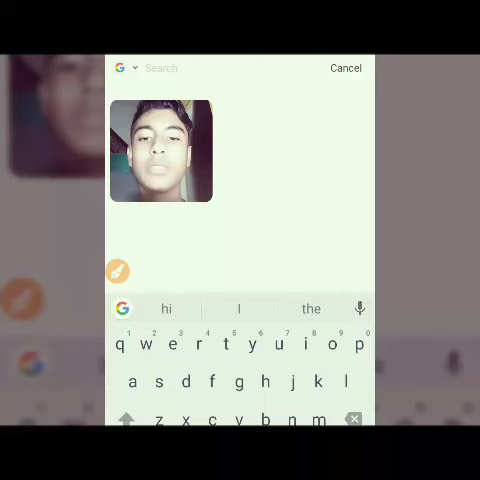 Search Cancel
hi I the
1 2 3 4 5 6 7 8 9 0
q w e r t y u i o p
a s d f g h j k l
z x c v b n m